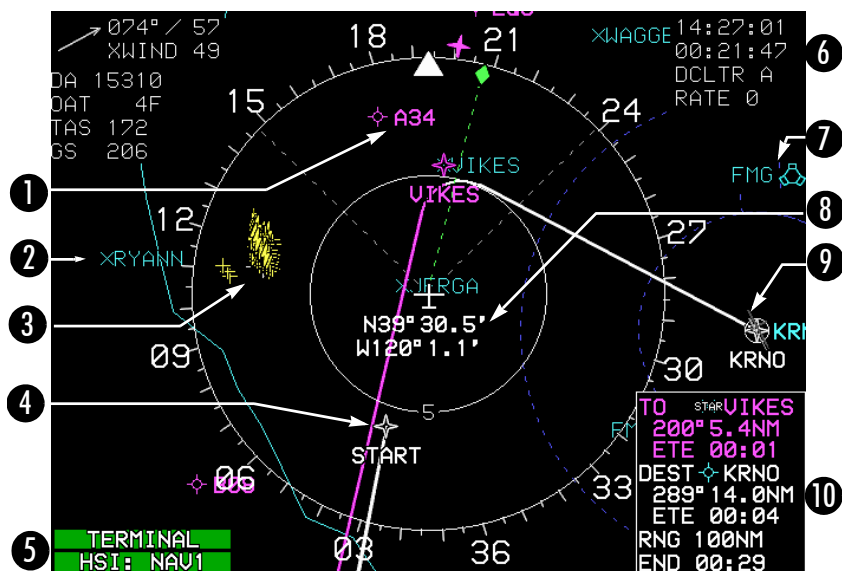 074°/ 57
XWIND 49
DA 15310
OAT 4F
TAS 172
GS 206
14:27:01
00:21:47
DCLTR A
RATE 0
XWAGGE
18
21
15
24
12
27
09
30
06
33
03
36
A34
VIKES
VIKES
FMG
XRYANN
XJERGA
N39°30.5'
W120°1.1'
KRN
KRNO
5
START
TERMINAL
HSI: NAV1
TO STAR VIKES
200° 5.4NM
ETE 00:01
DEST KRNO
289° 14.0NM
ETE 00:04
RNG 100NM
END 00:29
1
2
3
4
5
6
7
8
9
10